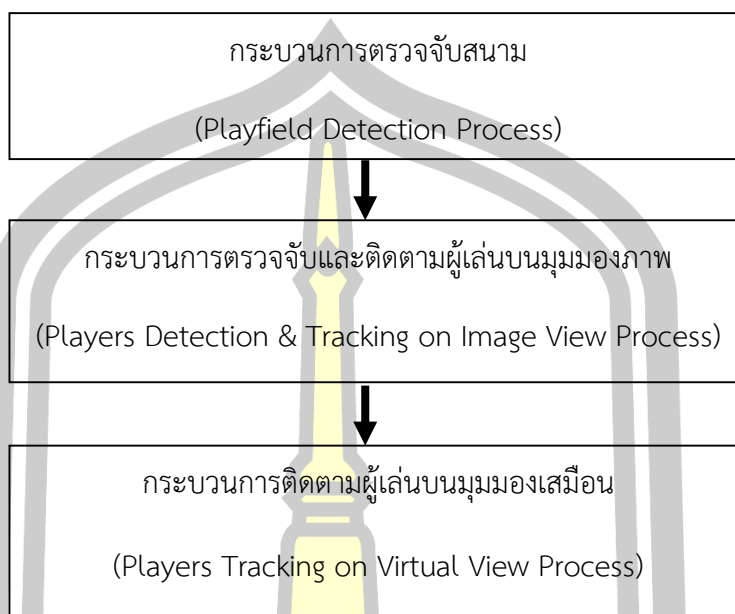 กระบวนการตรวจจับสนาม
(Playfield Detection Process)
กระบวนการตรวจจับและติดตามผู้เล่นบนมุมมองภาพ
(Players Detection & Tracking on Image View Process)
กระบวนการติดตามผู้เล่นบนมุมมองเสมือน
(Players Tracking on Virtual View Process)